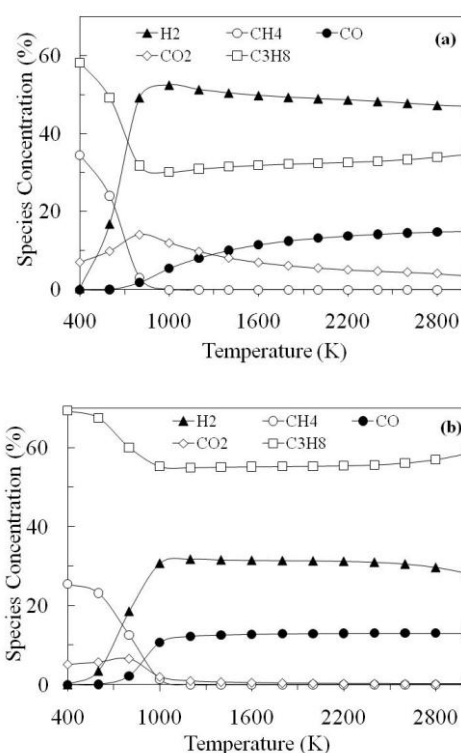 H2 CH4 CO (a)
CO2 C3H8
60
40
20
0
Species Concentration (%)
400 1000 1600 2200 2800
Temperature (K)
H2 CH4 CO (b)
CO2 C3H8
60
40
20
0
Species Concentration (%)
400 1000 1600 2200 2800
Temperature (K)